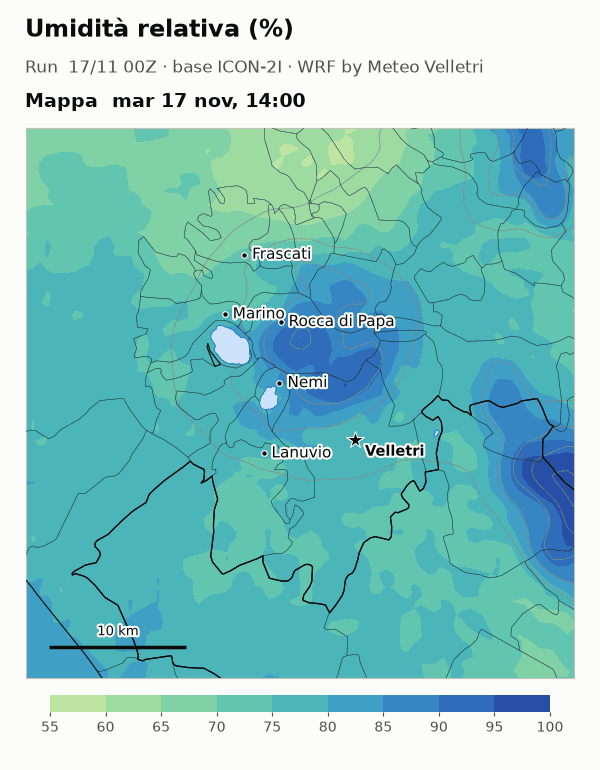 Umidità relativa (%)
Run  17/11 00Z · base ICON-2I · WRF by Meteo Velletri
Mappa  mar 17 nov, 14:00
Frascati
Marino
Rocca di Papa
Nemi
Velletri
Lanuvio
10 km
55 60 65 70 75 80 85 90 95 100